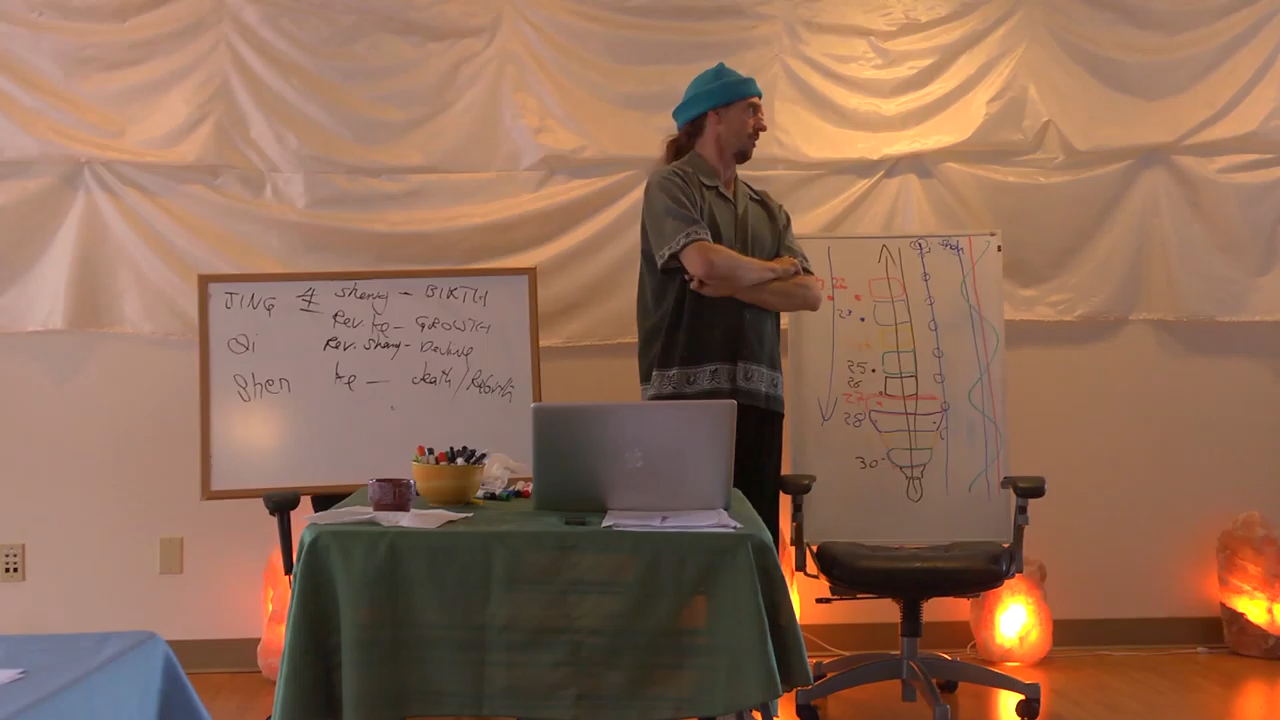 JING 4 Sheng - BIRTH
Rev. Ke - GROWTH
Qi Rev. Sheng - Decline
Shen Ke - death / Rebirth
22
25
26
27
28
30